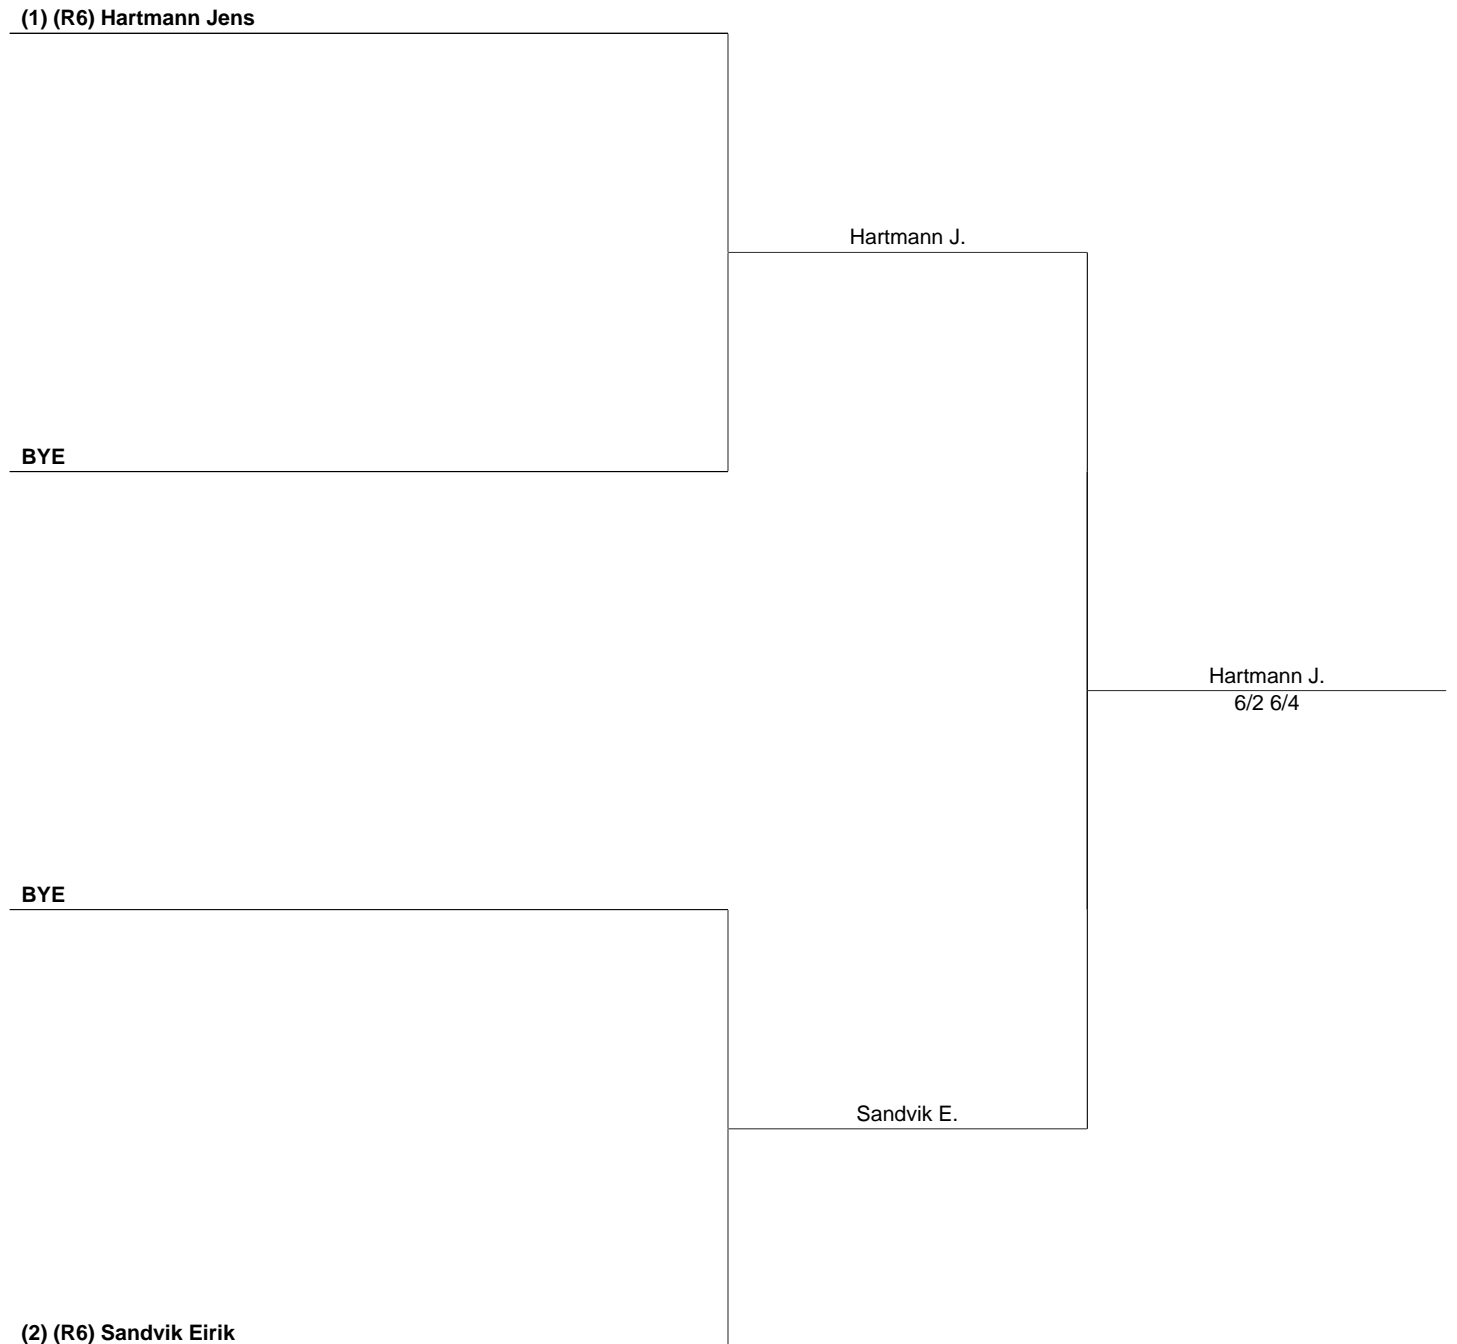 (1) (R6) Hartmann Jens
Hartmann J.
BYE
Hartmann J.
6/2 6/4
BYE
Sandvik E.
(2) (R6) Sandvik Eirik